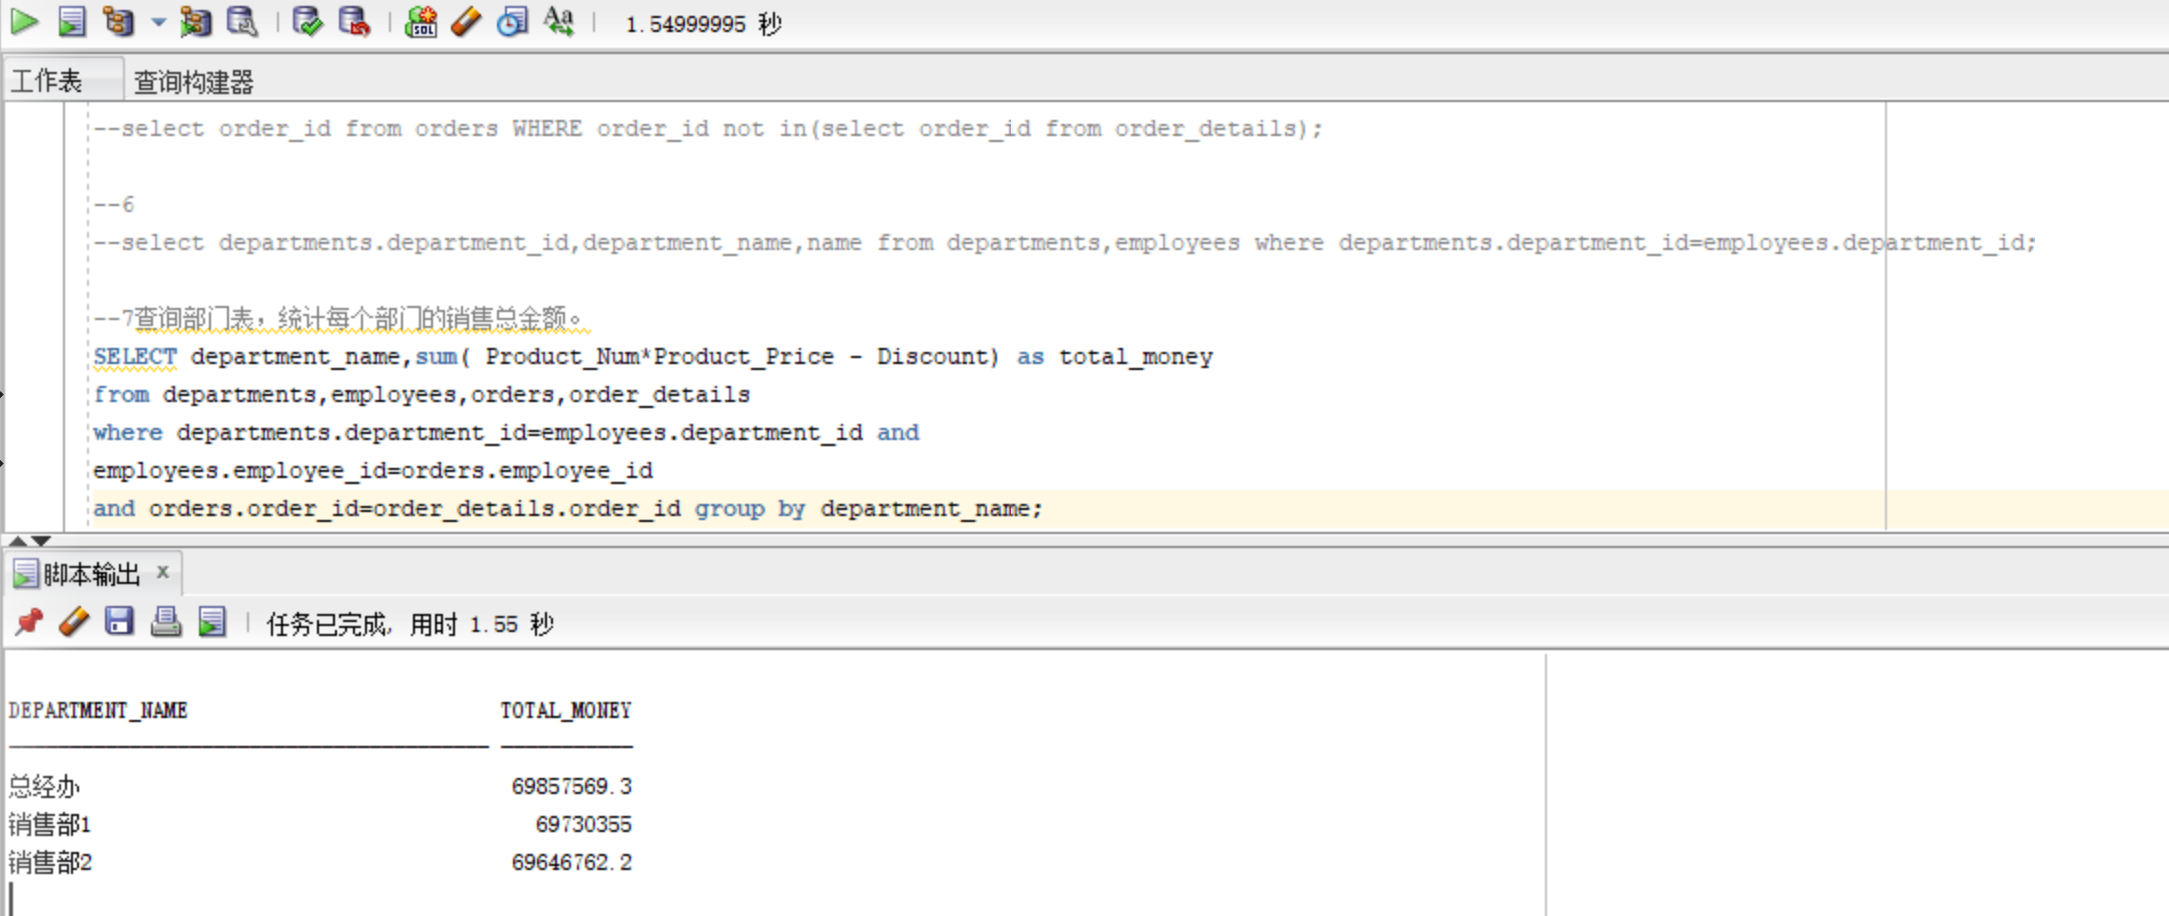 1.54999995 秒
工作表 查询构建器
--select order_id from orders WHERE order_id not in(select order_id from order_details);
--6
--select departments.department_id,department_name,name from departments,employees where departments.department_id=employees.department_id;
--7查询部门表，统计每个部门的销售总金额。
SELECT department_name,sum( Product_Num*Product_Price - Discount) as total_money
from departments,employees,orders,order_details
where departments.department_id=employees.department_id and
employees.employee_id=orders.employee_id
and orders.order_id=order_details.order_id group by department_name;
脚本输出 x
任务已完成, 用时 1.55 秒
DEPARTMENT_NAME TOTAL_MONEY
总经办 69857569.3
销售部1 69730355
销售部2 69646762.2